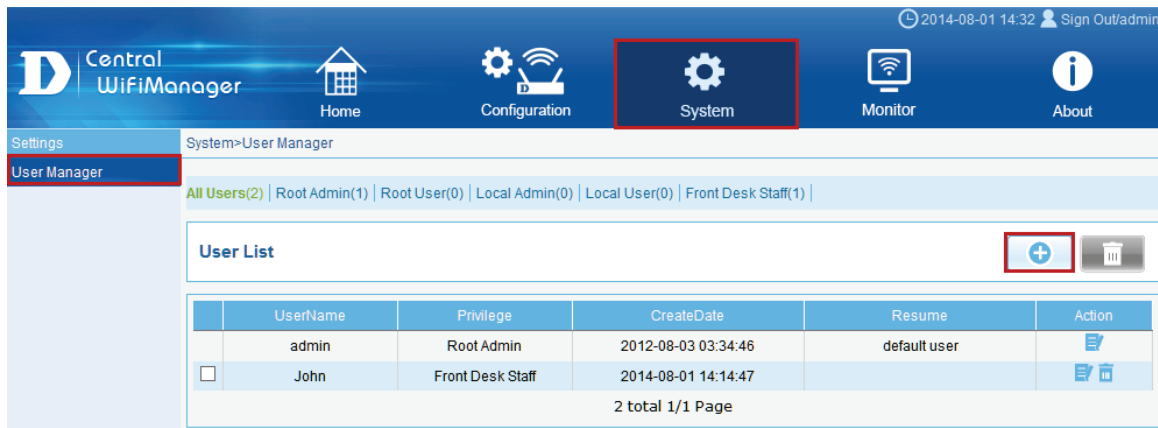 2014-08-01 14:32 Sign Out/admin
D Central
WiFiManager
Home Configuration System Monitor About
Settings System>User Manager
User Manager
All Users(2) | Root Admin(1) | Root User(0) | Local Admin(0) | Local User(0) | Front Desk Staff(1) |
User List
UserName Privilege CreateDate Resume Action
admin Root Admin 2012-08-03 03:34:46 default user
John Front Desk Staff 2014-08-01 14:14:47
2 total 1/1 Page